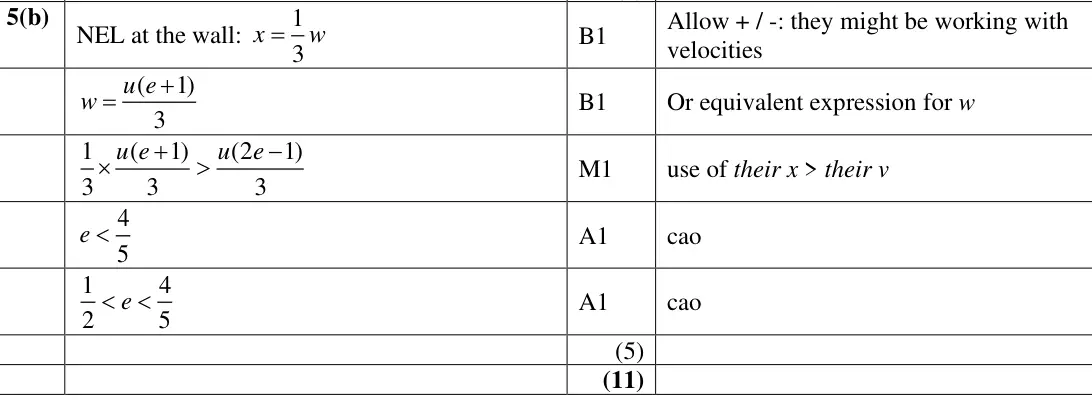 5(b) NEL at the wall: x = 1/3 w B1 Allow + / -: they might be working with velocities
w = u(e+1)/3 B1 Or equivalent expression for w
1/3 × u(e+1)/3 > u(2e−1)/3 M1 use of their x > their v
e < 4/5 A1 cao
1/2 < e < 4/5 A1 cao
(5)
(11)